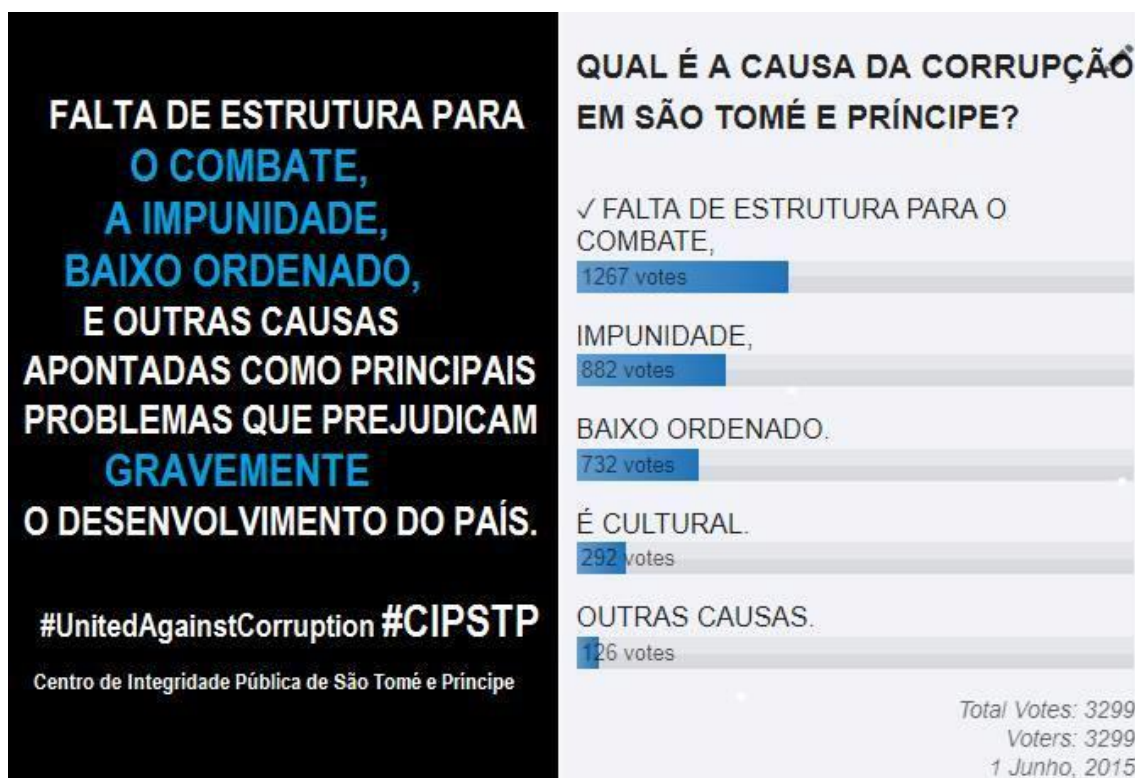 FALTA DE ESTRUTURA PARA
O COMBATE,
A IMPUNIDADE,
BAIXO ORDENADO,
E OUTRAS CAUSAS
APONTADAS COMO PRINCIPAIS
PROBLEMAS QUE PREJUDICAM
GRAVEMENTE
O DESENVOLVIMENTO DO PAÍS.
#UnitedAgainstCorruption #CIPSTP
Centro de Integridade Pública de São Tomé e Príncipe
QUAL É A CAUSA DA CORRUPÇÃO
EM SÃO TOMÉ E PRÍNCIPE?
✓ FALTA DE ESTRUTURA PARA O
COMBATE,
1267 votes
IMPUNIDADE,
882 votes
BAIXO ORDENADO.
732 votes
É CULTURAL.
292 votes
OUTRAS CAUSAS.
126 votes
Total Votes: 3299
Voters: 3299
1 Junho, 2015